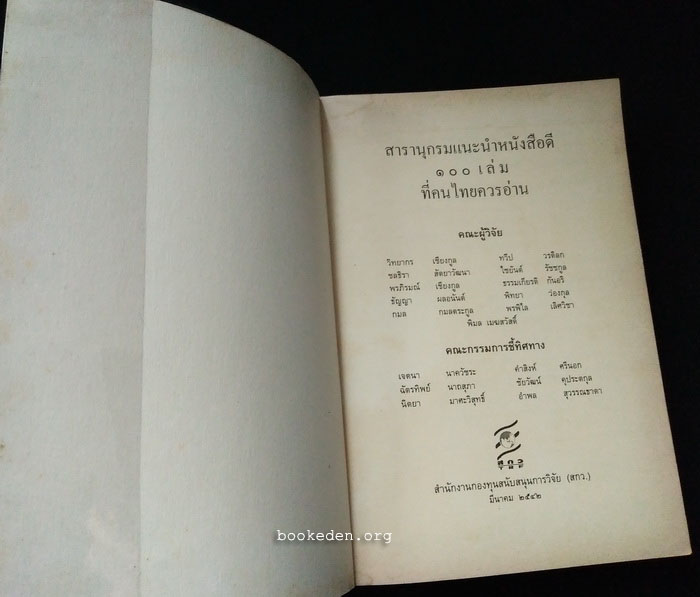 สารานุกรมแนะนำหนังสือดี
๑๐๐ เล่ม
ที่คนไทยควรอ่าน
คณะผู้วิจัย
วิทยากร เชียงกูล ทวีป วรดิลก
ชลธิรา สัตยาวัฒนา ไชยันต์ รัชชกูล
พรภิรมณ์ เชียงกูล ธรรมเกียรติ กันอริ
ธัญญา ผลอนันต์ พิทยา ว่องกุล
กมล กมลตระกูล พรพิไล เลิศวิชา
พิมล เมฆสวัสดิ์
คณะกรรมการชี้ทิศทาง
เจตนา นาควัชระ คำสิงห์ ศรีนอก
ฉัตรทิพย์ นาถสุภา ชัยวัฒน์ คุประตกุล
นิตยา มาศะวิสุทธิ์ อำพล สุวรรณธาดา
สกว
สำนักงานกองทุนสนับสนุนการวิจัย (สกว.)
มีนาคม ๒๕๔๒
bookeden.org